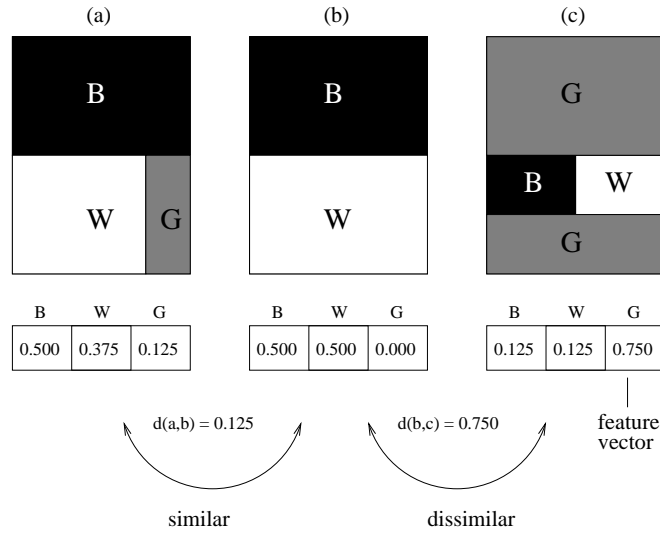 (a) (b) (c)
B B G
B W
W G W
G
B W G B W G B W G
0.500 0.375 0.125 0.500 0.500 0.000 0.125 0.125 0.750
d(a,b) = 0.125 d(b,c) = 0.750 feature
vector
similar dissimilar